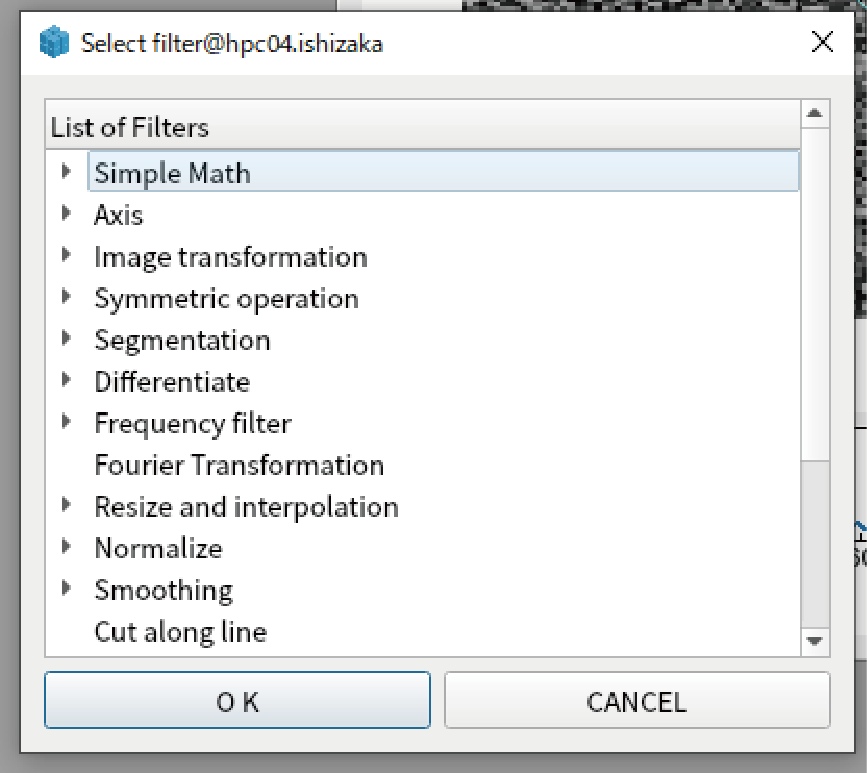 Select filter@hpc04.ishizaka
List of Filters
Simple Math
Axis
Image transformation
Symmetric operation
Segmentation
Differentiate
Frequency filter
Fourier Transformation
Resize and interpolation
Normalize
Smoothing
Cut along line
O K
CANCEL